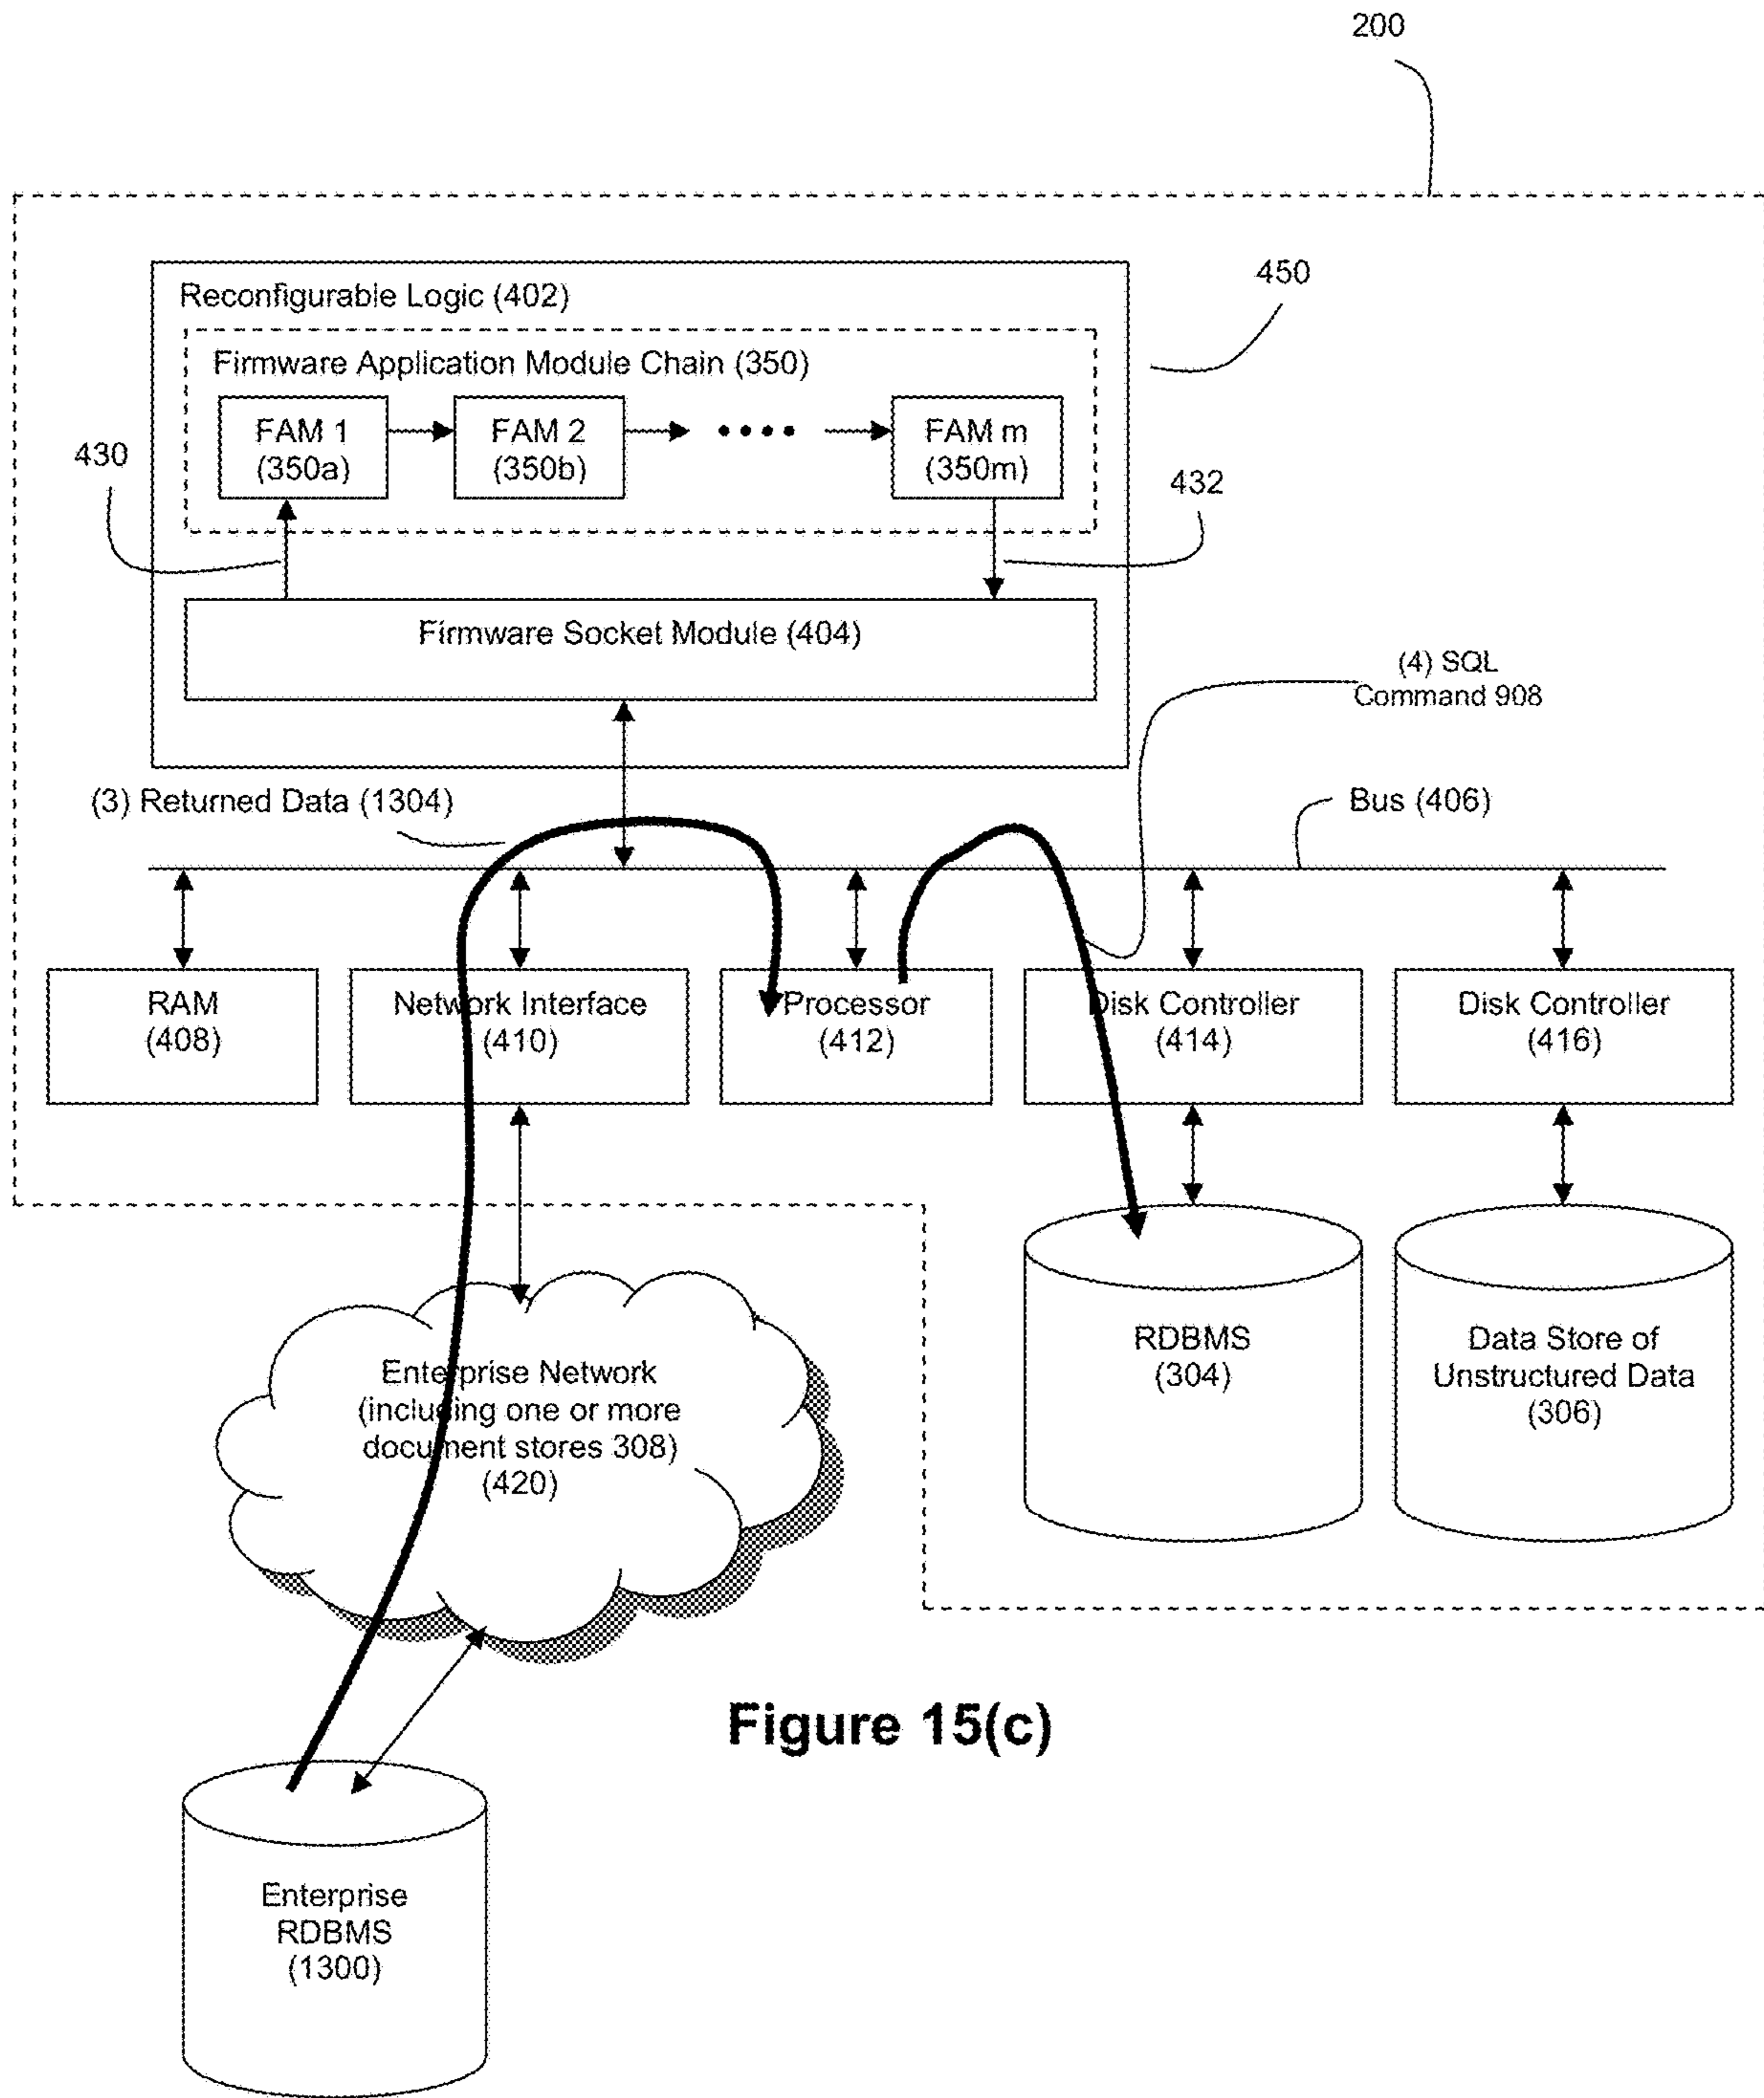 200
450
Reconfigurable Logic (402)
Firmware Application Module Chain (350)
FAM 1
(350a)
FAM 2
(350b)
FAM m
(350m)
430
432
Firmware Socket Module (404)
(4) SQL
Command 908
(3) Returned Data (1304)
Bus (406)
RAM
(408)
Network Interface
(410)
Processor
(412)
Disk Controller
(414)
Disk Controller
(416)
Enterprise Network
(including one or more
document stores 308)
(420)
RDBMS
(304)
Data Store of
Unstructured Data
(306)
Figure 15(c)
Enterprise
RDBMS
(1300)